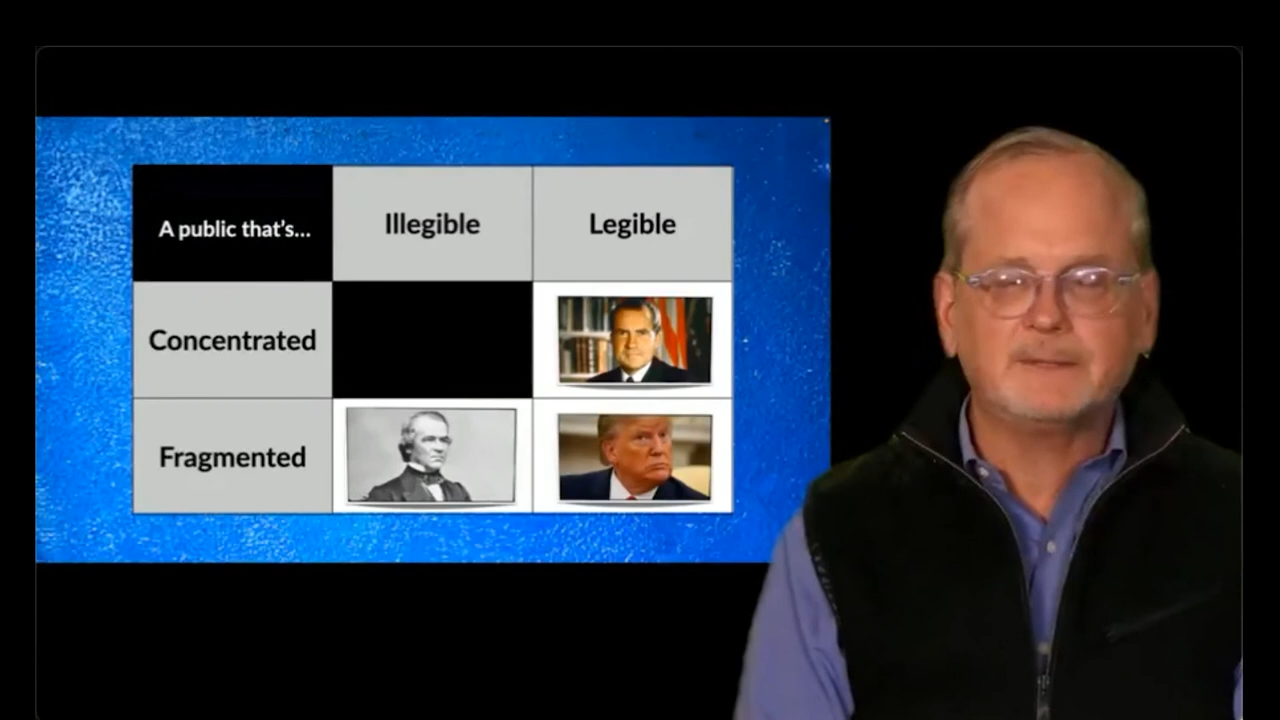 A public that's...
Illegible
Legible
Concentrated
Fragmented